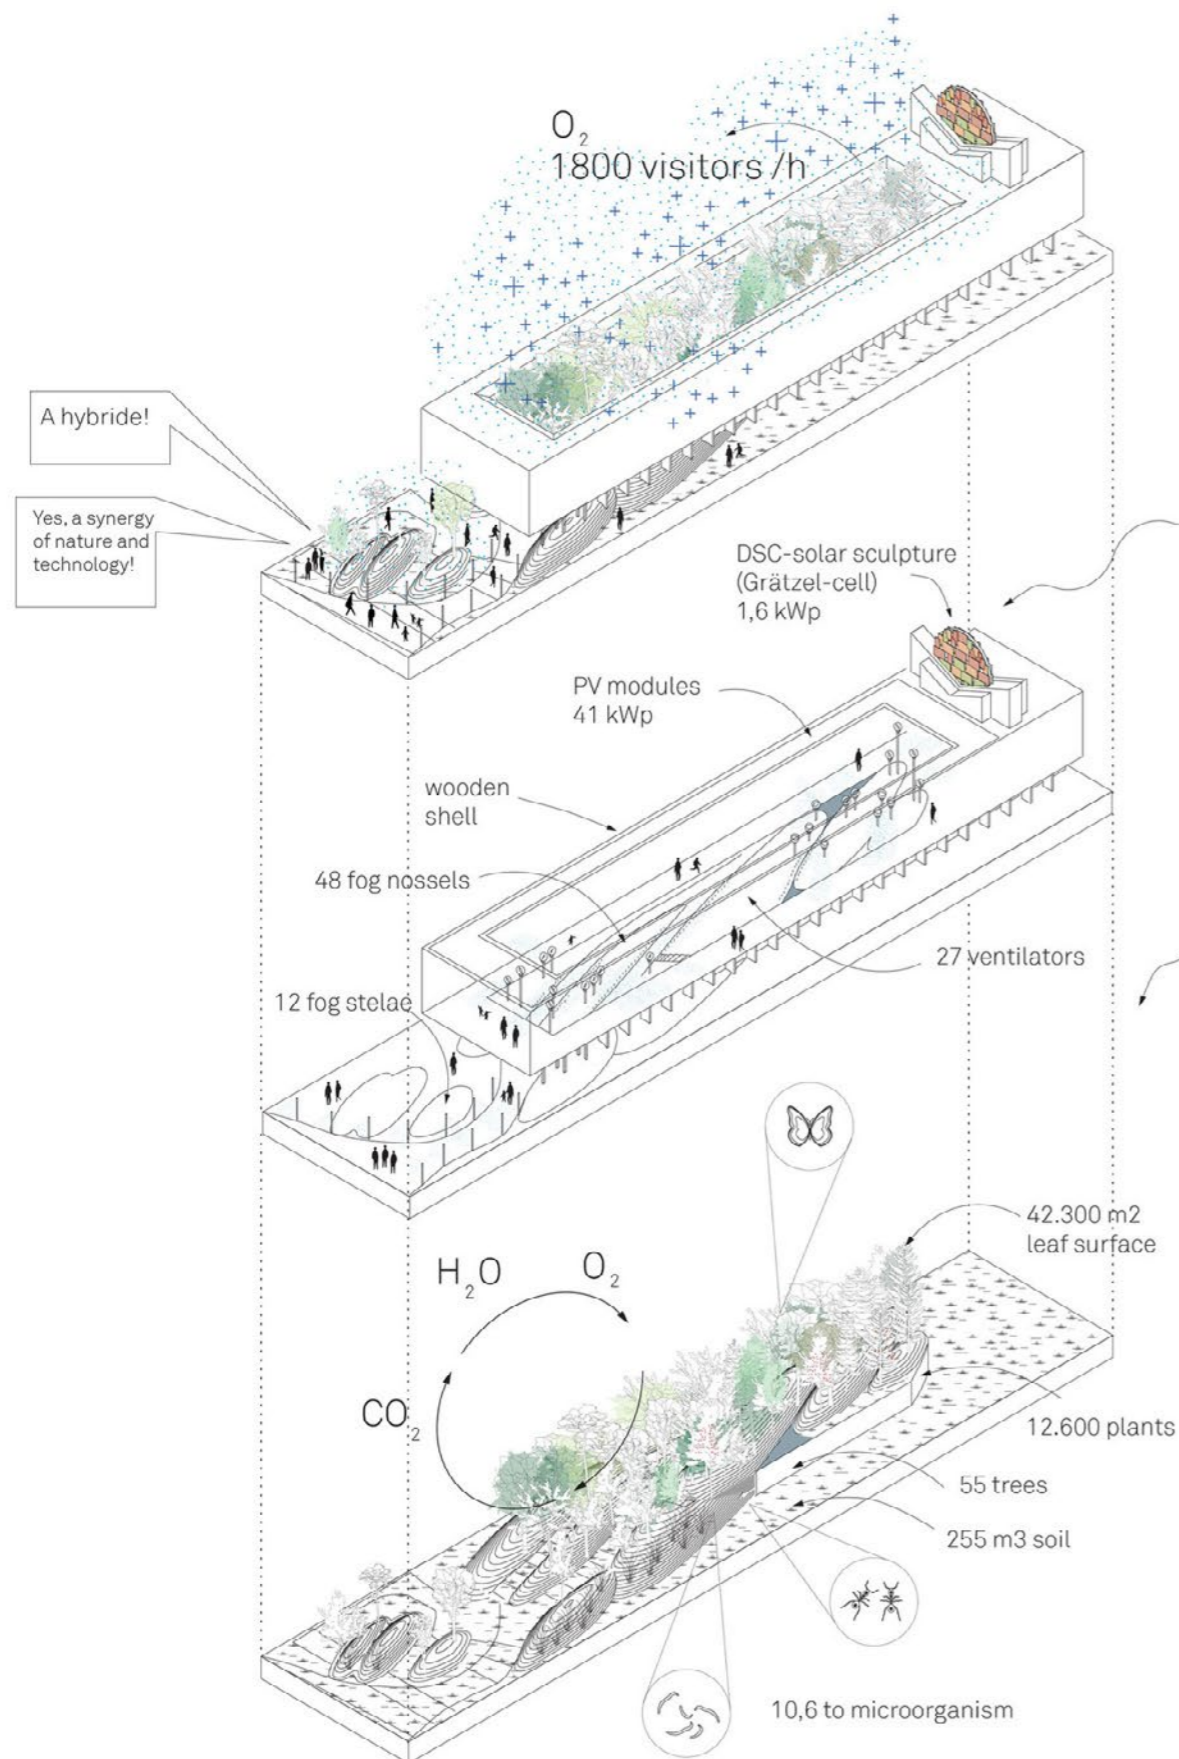 O₂
1800 visitors /h
A hybride!
Yes, a synergy
of nature and
technology!
DSC-solar sculpture
(Grätzel-cell)
1,6 kWp
PV modules
41 kWp
wooden
shell
48 fog nossels
27 ventilators
12 fog stelae
42.300 m2
leaf surface
H₂O
O₂
CO₂
12.600 plants
55 trees
255 m3 soil
10,6 to microorganism